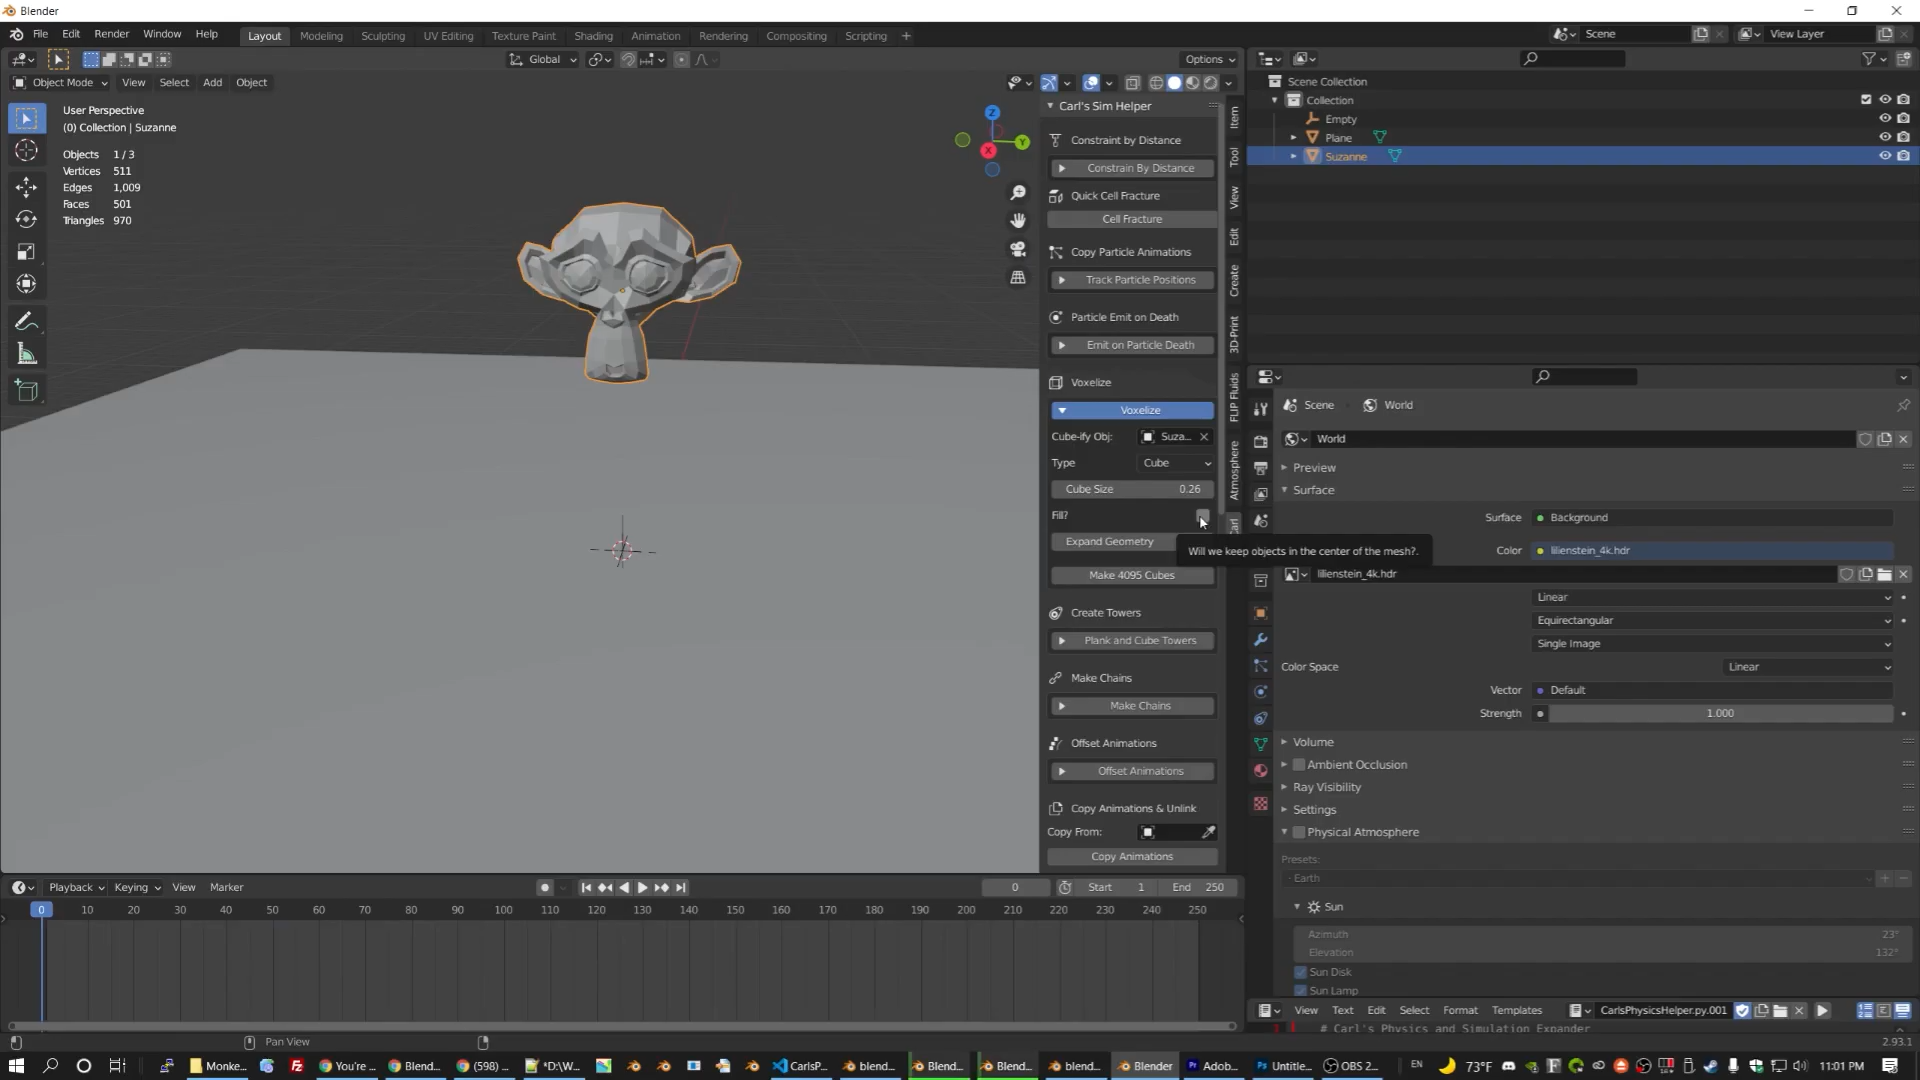 Blender
File Edit Render Window Help Layout Modeling Sculpting UV Editing Texture Paint Shading Animation Rendering Compositing Scripting + Scene View Layer
Global Options
Object Mode View Select Add Object
User Perspective
(0) Collection | Suzanne
Objects 1 / 3
Vertices 511
Edges 1,009
Faces 501
Triangles 970
Z
Y
X
Carl's Sim Helper
Constraint by Distance
Constrain By Distance
Quick Cell Fracture
Cell Fracture
Copy Particle Animations
Track Particle Positions
Particle Emit on Death
Emit on Particle Death
Voxelize
Voxelize
Cube-ify Obj: Suza...
Type Cube
Cube Size 0.26
Fill?
Expand Geometry
Will we keep objects in the center of the mesh?.
Make 4095 Cubes
Create Towers
Plank and Cube Towers
Make Chains
Make Chains
Offset Animations
Offset Animations
Copy Animations & Unlink
Copy From:
Copy Animations
Item
Tool
View
Edit
Create
3D-Print
FLIP Fluids
Atmosphere
Scene Collection
Collection
Empty
Plane
Suzanne
Scene World
World
Preview
Surface
Surface Background
Color lilienstein_4k.hdr
lilienstein_4k.hdr
Linear
Equirectangular
Single Image
Color Space Linear
Vector Default
Strength 1.000
Volume
Ambient Occlusion
Ray Visibility
Settings
Physical Atmosphere
Presets:
Earth
Sun
Azimuth 23°
Elevation 132°
Sun Disk
Sun Lamp
View Text Edit Select Format Templates CarlsPhysicsHelper.py.001
# Carl's Physics and Simulation Expander
Playback Keying View Marker 0 Start 1 End 250
0 10 20 30 40 50 60 70 80 90 100 110 120 130 140 150 160 170 180 190 200 210 220 230 240 250
Pan View
2.93.1
Monke... You're ... Blend... (598) ... *D:\W... CarlsP... blend... Blend... Blend... blend... Blender Adob... Untitle... OBS 2... EN 73°F 11:01 PM